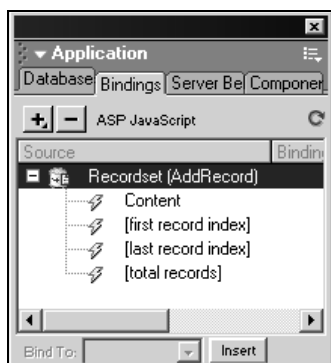 Application
Database Bindings Server Be Componen
ASP JavaScript
Source Bindin
Recordset (AddRecord)
Content
[first record index]
[last record index]
[total records]
Bind To: Insert